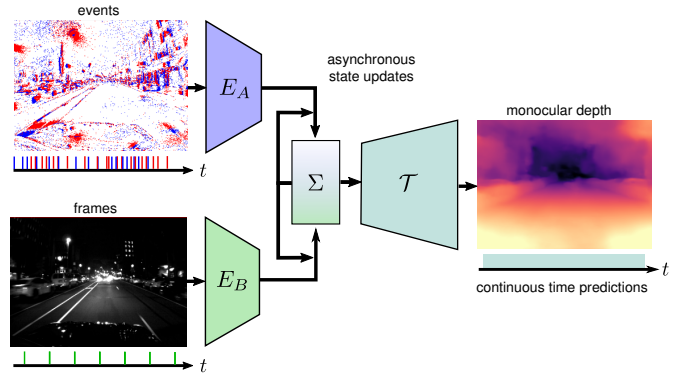 events
E_A
asynchronous
state updates
t
monocular depth
Σ
𝒯
frames
E_B
t
t
continuous time predictions